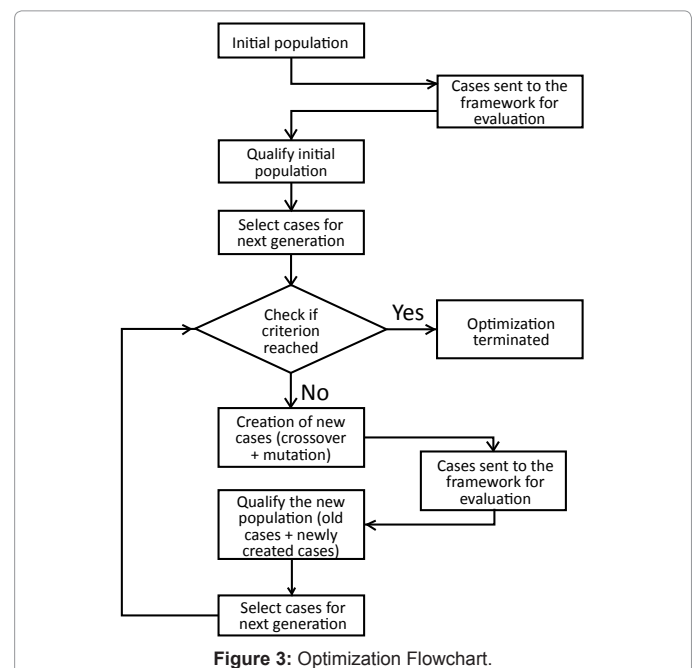 Initial population
Cases sent to the
framework for
evaluation
Qualify initial
population
Select cases for
next generation
Check if
criterion
reached
Yes
Optimization
terminated
No
Creation of new
cases (crossover
+ mutation)
Cases sent to the
framework for
evaluation
Qualify the new
population (old
cases + newly
created cases)
Select cases for
next generation
Figure 3: Optimization Flowchart.